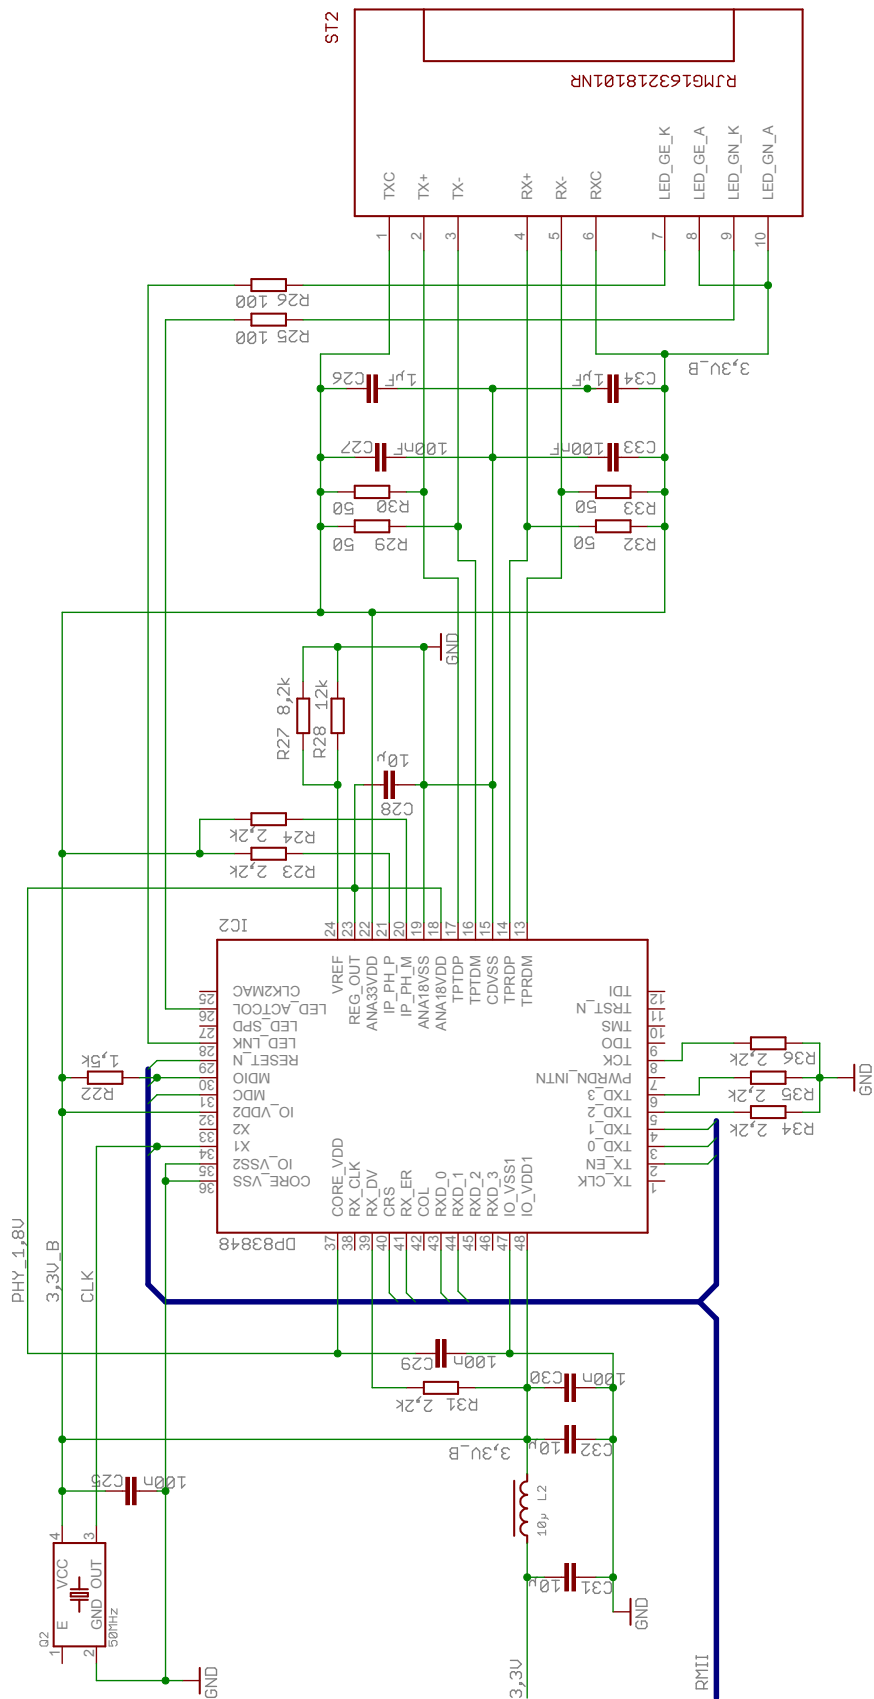 ST2
RJMG163218101NR
TXC
TX+
TX-
RX+
RX-
RXC
LED_GE_K
LED_GE_A
LED_GN_K
LED_GN_A
1
2
3
4
5
6
7
8
9
10
100
R26
100
R25
3,3V_B
C26
1µF
1µF
C34
C27
100nF
100nF
C33
50
R30
50
R33
50
R29
50
R32
GND
R27
8,2k
R28
12k
10µ
C28
2,2k
R24
2,2k
R23
IC2
24
23
22
21
20
19
18
17
16
15
14
13
VREF
REG_OUT
ANA33VDD
IP_PH_P
IP_PH_M
ANA18VSS
ANA18VDD
TPTDP
TPTDM
CDVSS
TPRDP
TPRDM
25
CLK2MAC
26
LED_ACTCOL
27
LED_SPD
28
LED_LNK
29
RESET_N
30
MDIO
31
MDC
32
IO_VDD2
33
X2
34
X1
35
IO_VSS2
36
CORE_VSS
TDI
12
TRST_N
11
TMS
10
TDO
9
TCK
8
PWRDN_INTN
7
TXD_3
6
TXD_2
5
TXD_1
4
TXD_0
3
TX_EN
2
TX_CLK
1
1,5k
R22
2,2k
R36
2,2k
R35
2,2k
R34
GND
CORE_VDD
RX_CLK
RX_DV
CRS
RX_ER
COL
RXD_0
RXD_1
RXD_2
RXD_3
IO_VSS1
IO_VDD1
DP83848
37
38
39
40
41
42
43
44
45
46
47
48
PHY_1,8V
3,3V_B
CLK
C29
100n
C30
100n
2,2k
R31
3,3V_B
10µ
C32
C25
100n
10µ
L2
10µ
C31
GND
4
3
VCC
OUT
E
GND
Q2
50MHz
1
2
GND
3,3V
RMII